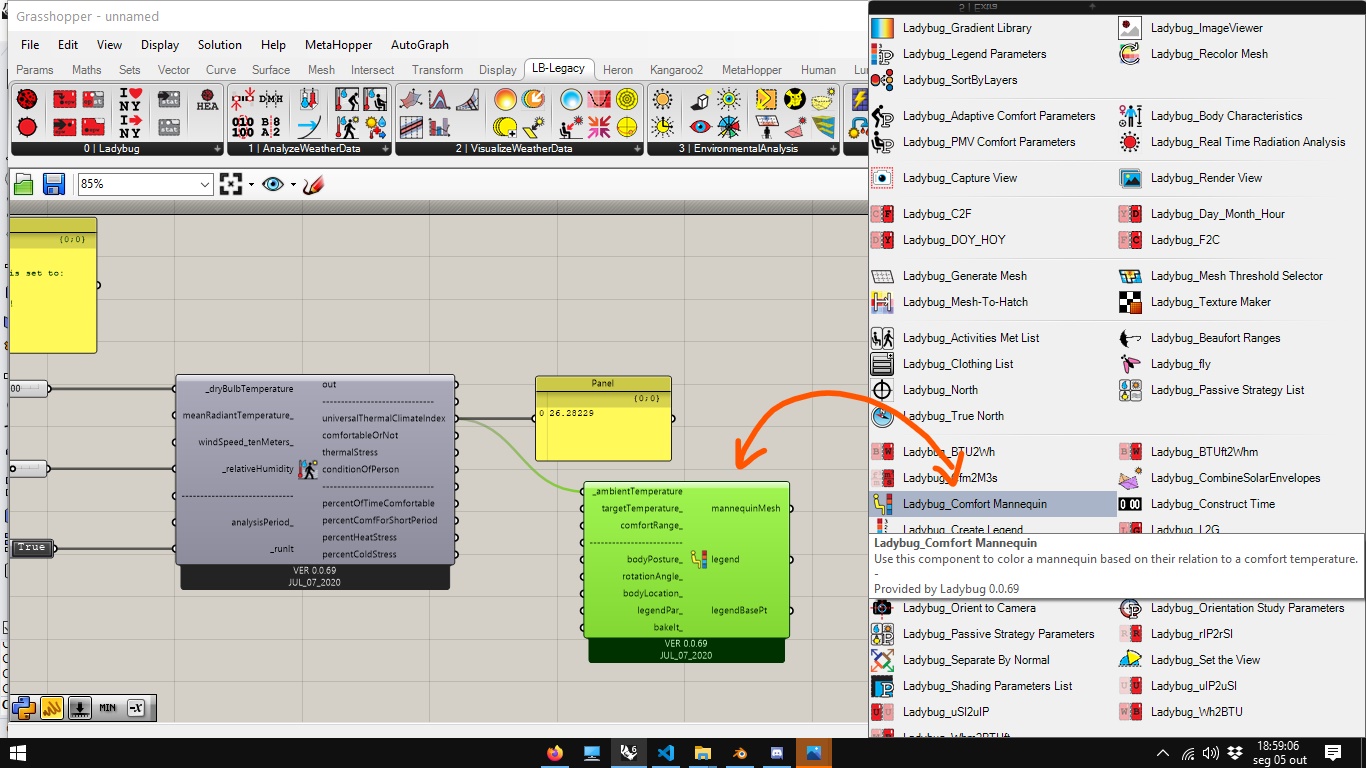 Grasshopper - unnamed
File Edit View Display Solution Help MetaHopper AutoGraph
Params Maths Sets Vector Curve Surface Mesh Intersect Transform Display LB-Legacy Heron Kangaroo2 MetaHopper Human
0 | Ladybug
1 | AnalyzeWeatherData
2 | VisualizeWeatherData
3 | EnvironmentalAnalysis
85%
{0;0}
is set to:
00
True
_dryBulbTemperature
meanRadiantTemperature_
windSpeed_tenMeters_
_relativeHumidity
analysisPeriod_
_runIt
out
universalThermalClimateIndex
comfortableOrNot
thermalStress
conditionOfPerson
percentOfTimeComfortable
percentComfForShortPeriod
percentHeatStress
percentColdStress
VER 0.0.69
JUL_07_2020
Panel
{0;0}
0 26.28229
_ambientTemperature
targetTemperature_
comfortRange_
bodyPosture_
rotationAngle_
bodyLocation_
legendPar_
bakeIt_
mannequinMesh
legend
legendBasePt
VER 0.0.69
JUL_07_2020
MIN
-X
Ladybug_Gradient Library
Ladybug_ImageViewer
Ladybug_Legend Parameters
Ladybug_Recolor Mesh
Ladybug_SortByLayers
Ladybug_Adaptive Comfort Parameters
Ladybug_Body Characteristics
Ladybug_PMV Comfort Parameters
Ladybug_Real Time Radiation Analysis
Ladybug_Capture View
Ladybug_Render View
Ladybug_C2F
Ladybug_Day_Month_Hour
Ladybug_DOY_HOY
Ladybug_F2C
Ladybug_Generate Mesh
Ladybug_Mesh Threshold Selector
Ladybug_Mesh-To-Hatch
Ladybug_Texture Maker
Ladybug_Activities Met List
Ladybug_Beaufort Ranges
Ladybug_Clothing List
Ladybug_fly
Ladybug_North
Ladybug_Passive Strategy List
Ladybug_True North
Ladybug_BTU2Wh
Ladybug_BTUft2Whm
Ladybug_CombineSolarEnvelopes
Ladybug_Comfort Mannequin
Ladybug_Construct Time
Ladybug_Create Legend
Ladybug_L2G
Ladybug_Comfort Mannequin
Use this component to color a mannequin based on their relation to a comfort temperature.
-
Provided by Ladybug 0.0.69
Ladybug_Orient to Camera
Ladybug_Orientation Study Parameters
Ladybug_Passive Strategy Parameters
Ladybug_rIP2rSI
Ladybug_Separate By Normal
Ladybug_Set the View
Ladybug_Shading Parameters List
Ladybug_uIP2uSI
Ladybug_uSI2uIP
Ladybug_Wh2BTU
Ladybug_Whm2BTUft
18:59:06
seg 05 out